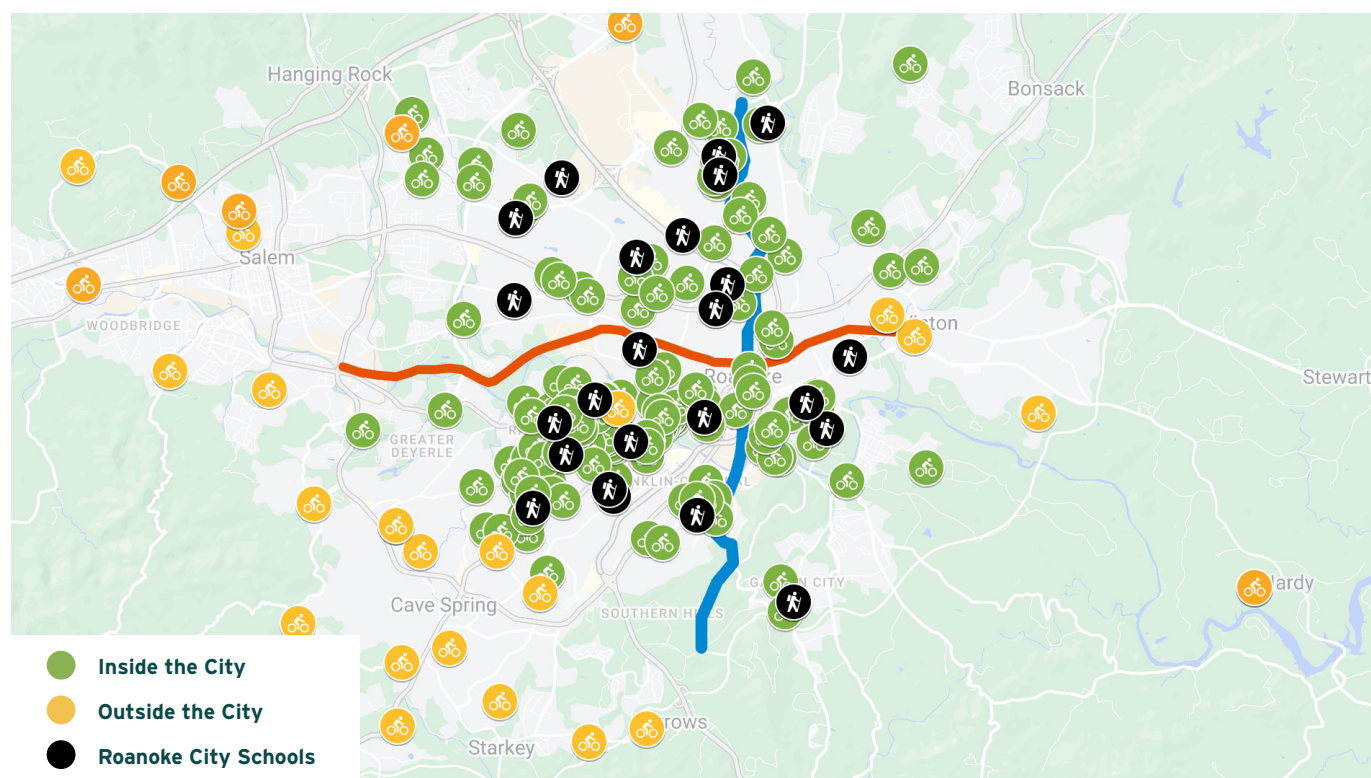 Hanging Rock
Bonsack
Salem
WOODBRIDGE
Stewart
GREATER
DEYERLE
Cave Spring
SOUTHERN
Starkey
Inside the City
Outside the City
Roanoke City Schools